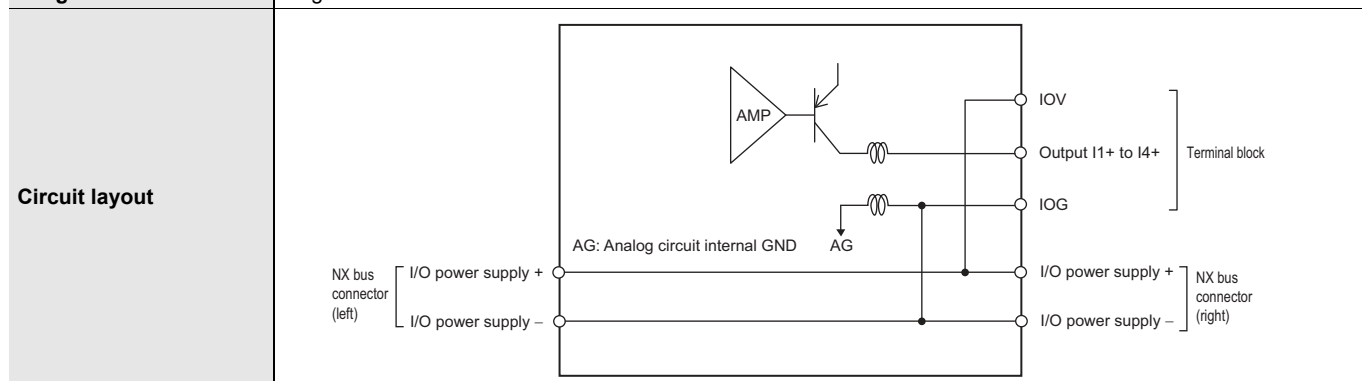 Circuit layout
AMP
IOV
Output I1+ to I4+
Terminal block
IOG
AG: Analog circuit internal GND
AG
NX bus
connector
(left)
I/O power supply +
I/O power supply –
I/O power supply +
I/O power supply –
NX bus
connector
(right)